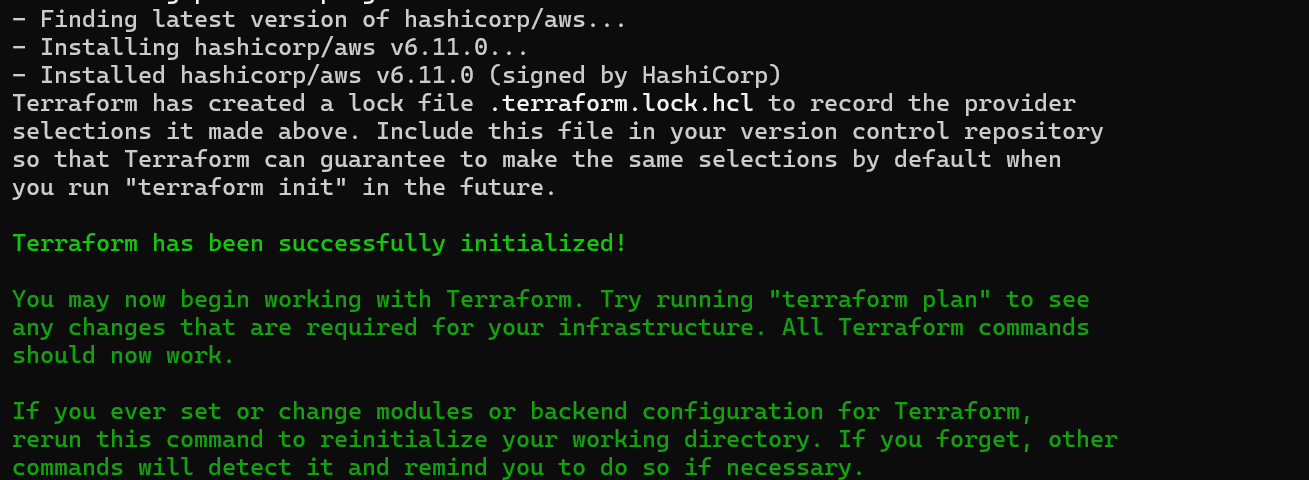 - Finding latest version of hashicorp/aws...
- Installing hashicorp/aws v6.11.0...
- Installed hashicorp/aws v6.11.0 (signed by HashiCorp)
Terraform has created a lock file .terraform.lock.hcl to record the provider
selections it made above. Include this file in your version control repository
so that Terraform can guarantee to make the same selections by default when
you run "terraform init" in the future.

Terraform has been successfully initialized!

You may now begin working with Terraform. Try running "terraform plan" to see
any changes that are required for your infrastructure. All Terraform commands
should now work.

If you ever set or change modules or backend configuration for Terraform,
rerun this command to reinitialize your working directory. If you forget, other
commands will detect it and remind you to do so if necessary.